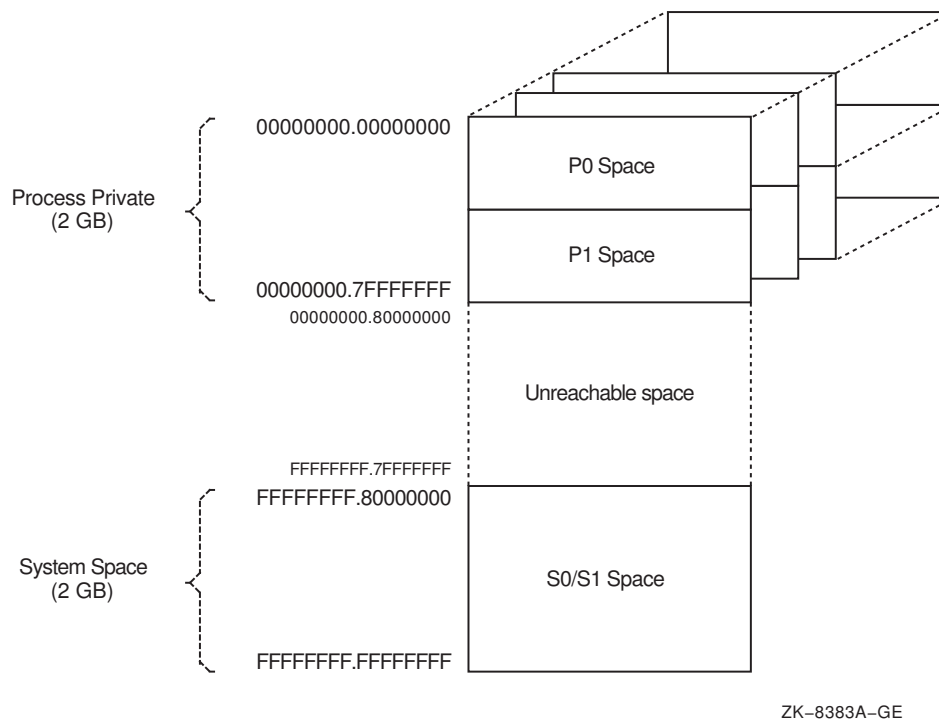 00000000.00000000
P0 Space
Process Private
(2 GB)
P1 Space
00000000.7FFFFFFF
00000000.80000000
Unreachable space
FFFFFFFF.7FFFFFFF
FFFFFFFF.80000000
System Space
(2 GB)
S0/S1 Space
FFFFFFFF.FFFFFFFF
ZK–8383A–GE